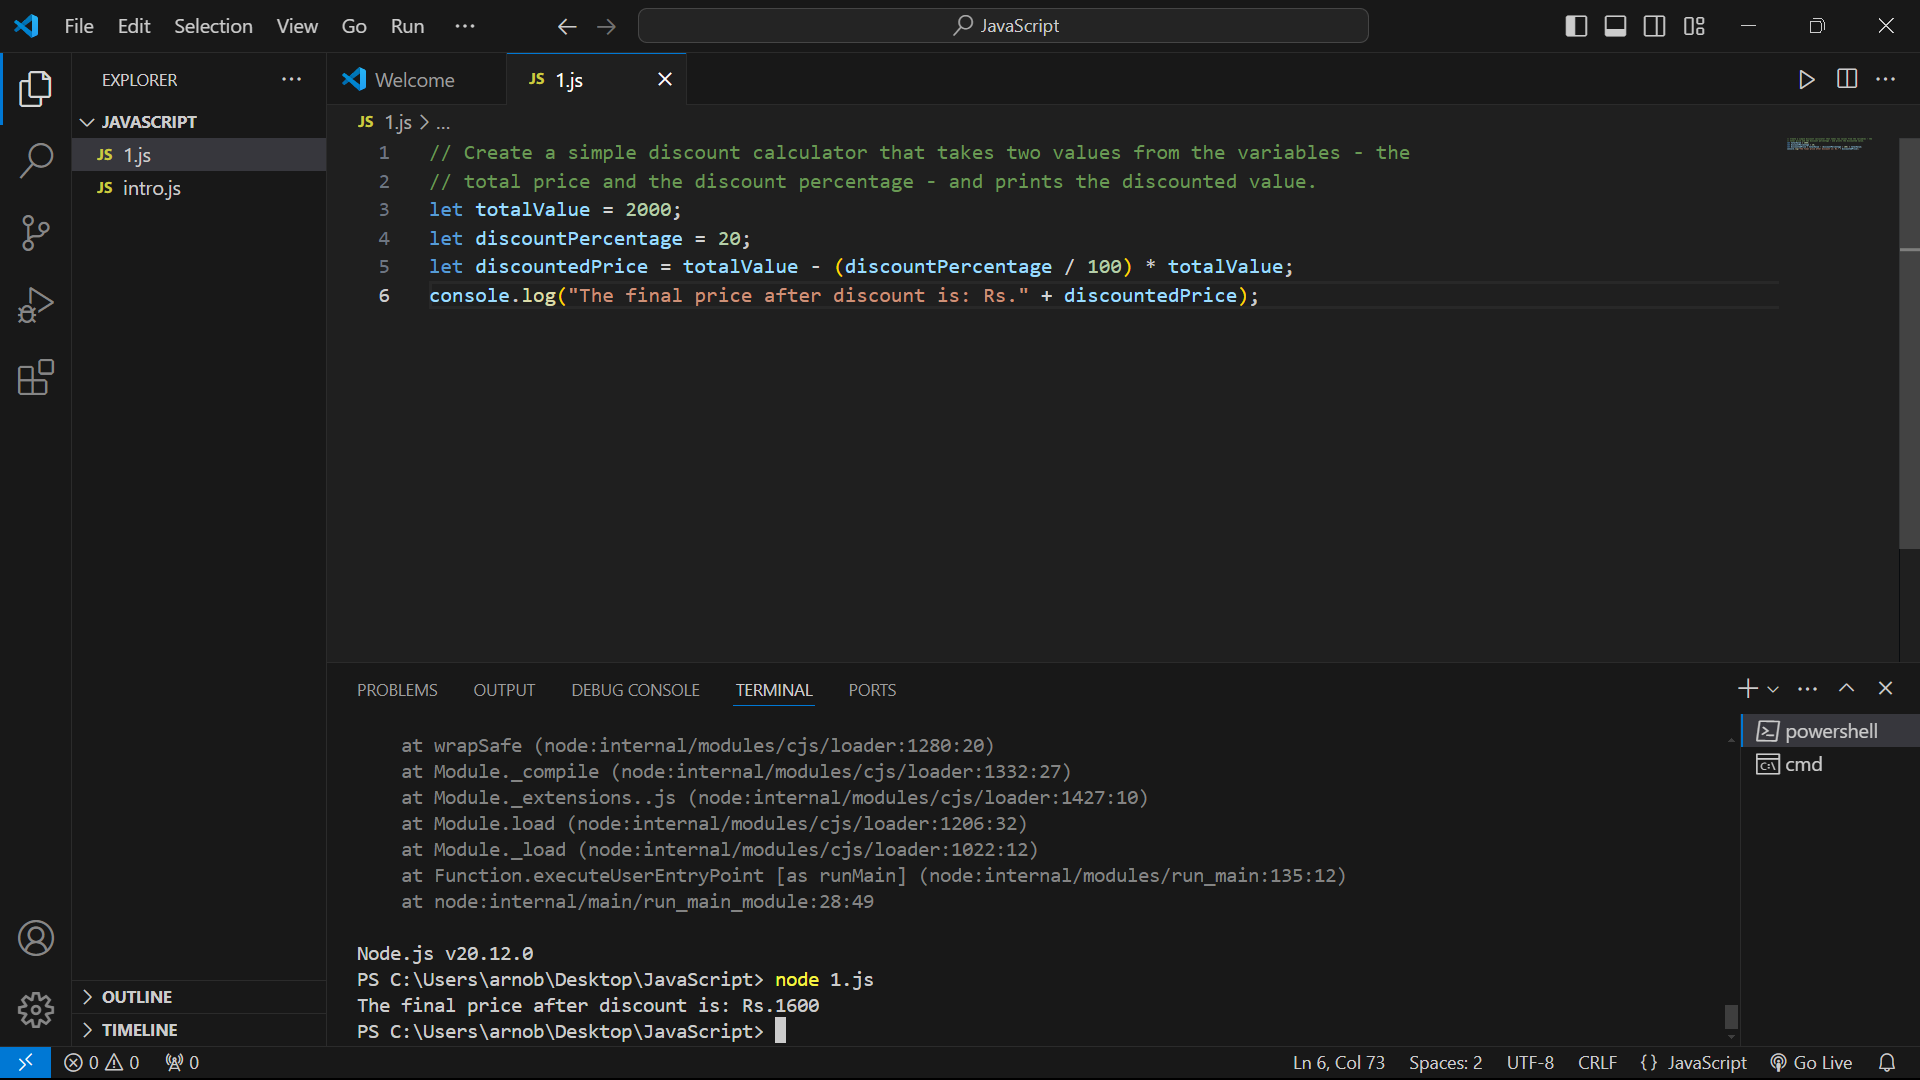 File Edit Selection View Go Run ··· JavaScript
EXPLORER ···
JAVASCRIPT
JS 1.js
JS intro.js
OUTLINE
TIMELINE
Welcome JS 1.js
JS 1.js > ...
1 // Create a simple discount calculator that takes two values from the variables - the
2 // total price and the discount percentage - and prints the discounted value.
3 let totalValue = 2000;
4 let discountPercentage = 20;
5 let discountedPrice = totalValue - (discountPercentage / 100) * totalValue;
6 console.log("The final price after discount is: Rs." + discountedPrice);
PROBLEMS OUTPUT DEBUG CONSOLE TERMINAL PORTS
at wrapSafe (node:internal/modules/cjs/loader:1280:20)
at Module._compile (node:internal/modules/cjs/loader:1332:27)
at Module._extensions..js (node:internal/modules/cjs/loader:1427:10)
at Module.load (node:internal/modules/cjs/loader:1206:32)
at Module._load (node:internal/modules/cjs/loader:1022:12)
at Function.executeUserEntryPoint [as runMain] (node:internal/modules/run_main:135:12)
at node:internal/main/run_main_module:28:49
Node.js v20.12.0
PS C:\Users\arnob\Desktop\JavaScript> node 1.js
The final price after discount is: Rs.1600
PS C:\Users\arnob\Desktop\JavaScript>
powershell
cmd
0 0 0 Ln 6, Col 73 Spaces: 2 UTF-8 CRLF {} JavaScript Go Live